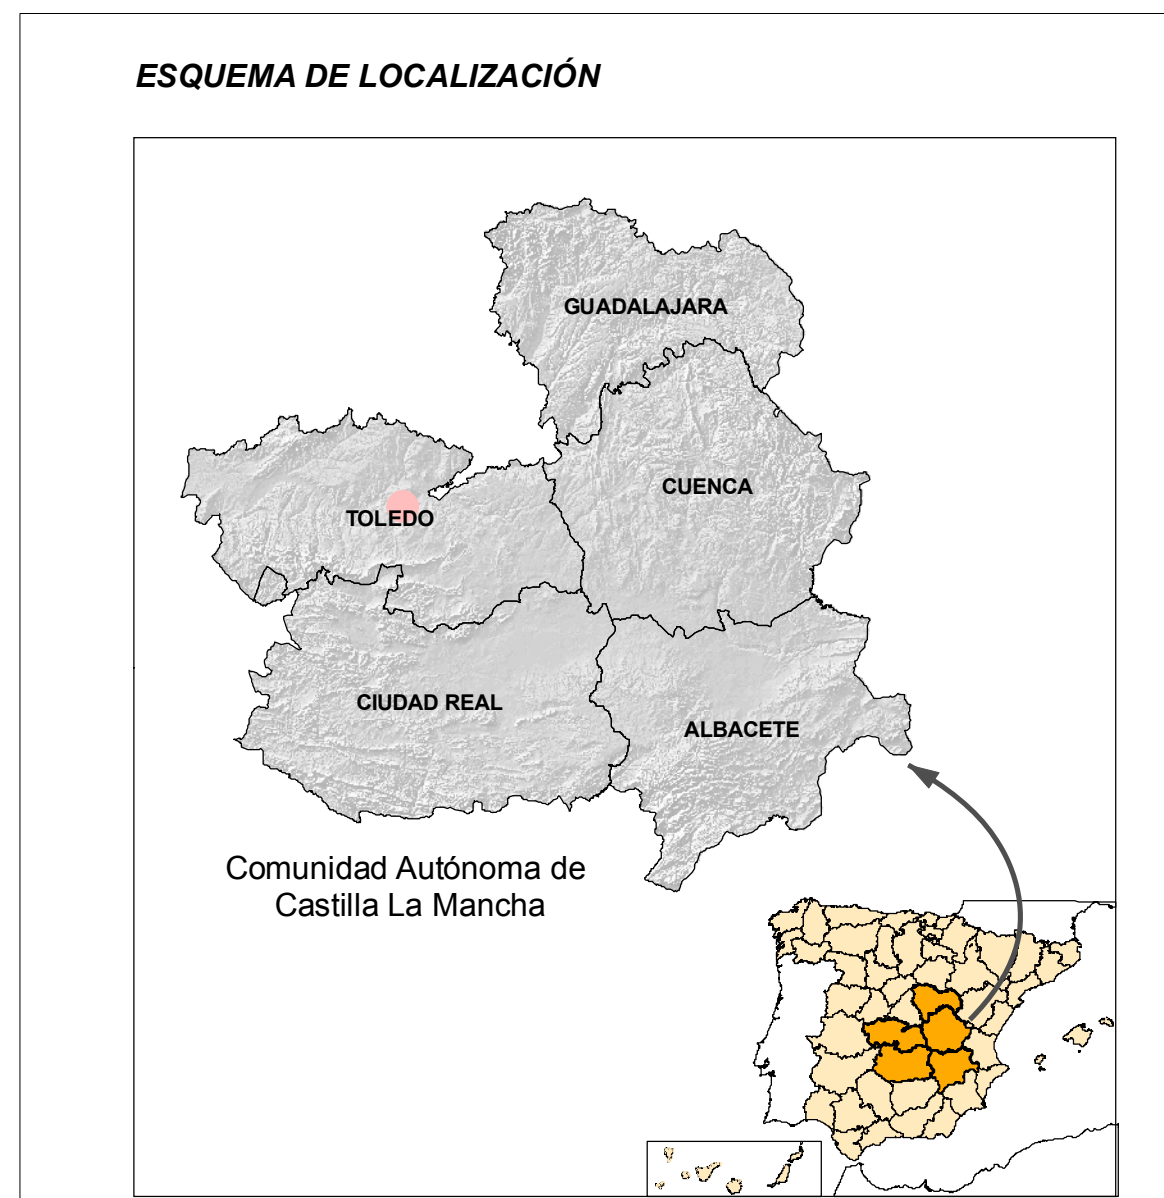 ESQUEMA DE LOCALIZACIÓN
GUADALAJARA
CUENCA
TOLEDO
CIUDAD REAL
ALBACETE
Comunidad Autónoma de
Castilla La Mancha